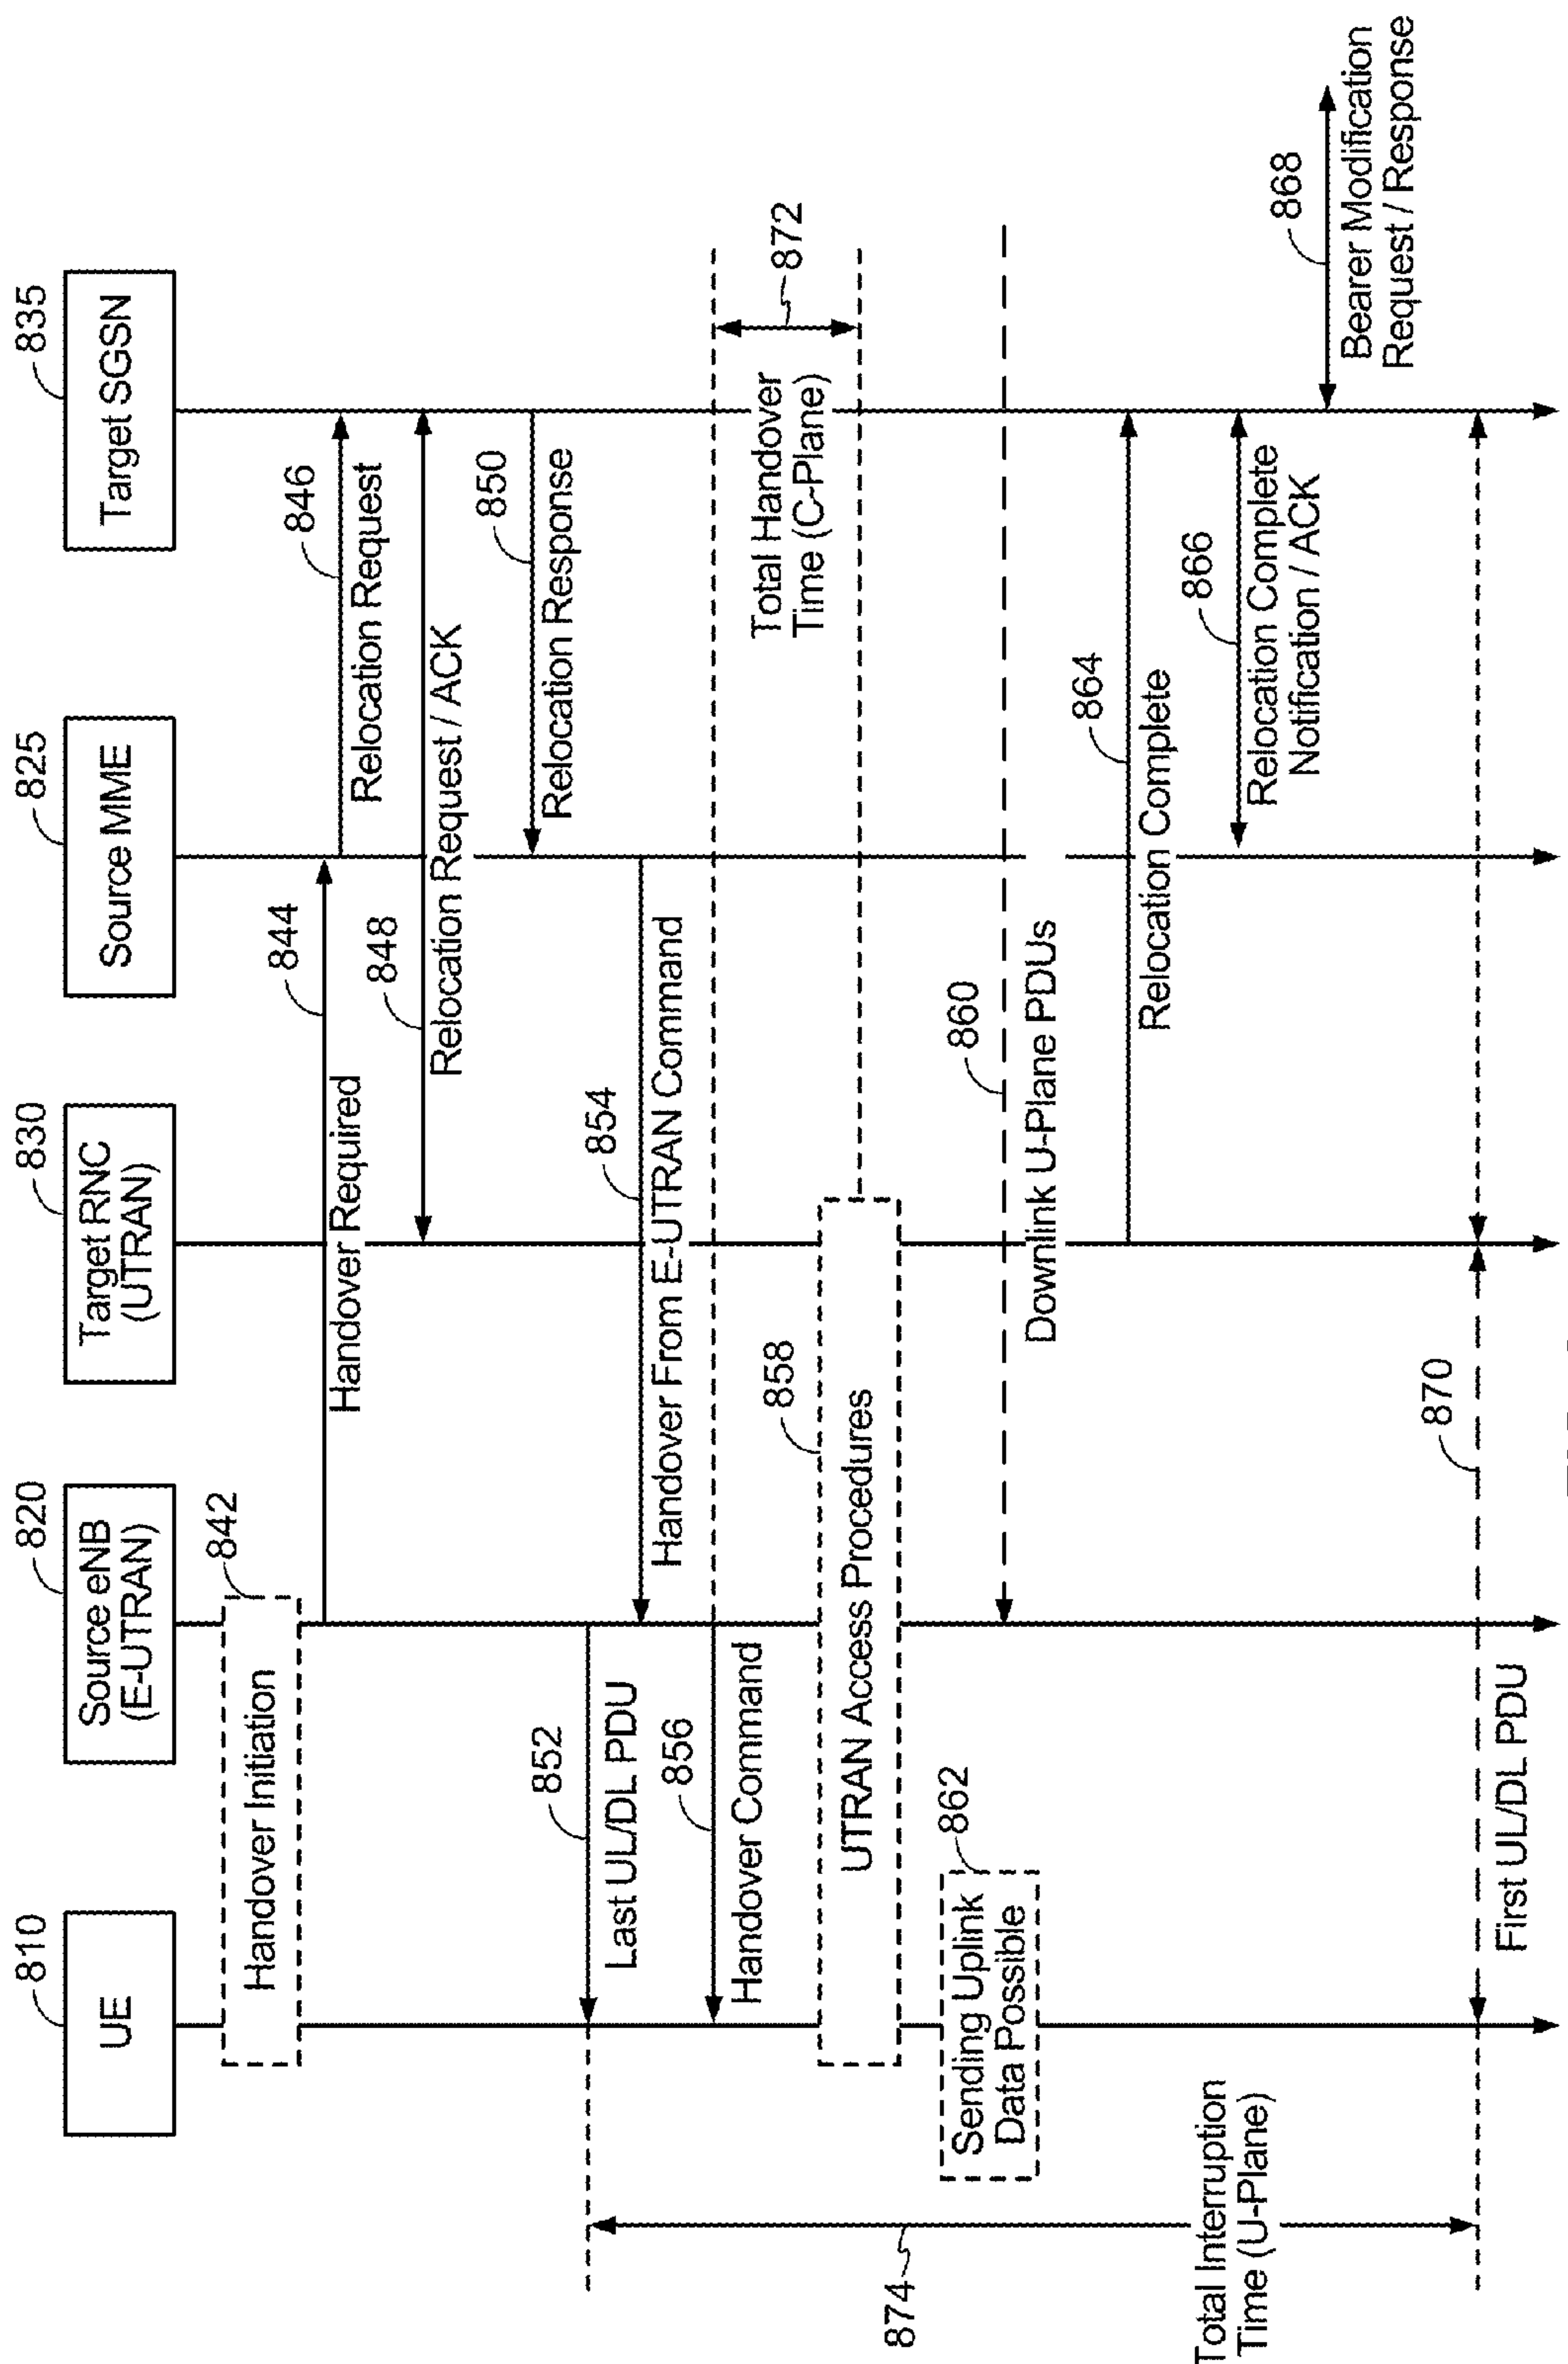 810
UE
820
Source eNB
(E-UTRAN)
830
Target RNC
(UTRAN)
825
Source MME
835
Target SGSN
842
Handover Initiation
844
Handover Required
846
Relocation Request
848
Relocation Request / ACK
850
Relocation Response
852
Last UL/DL PDU
854
Handover From E-UTRAN Command
856
Handover Command
872
Total Handover
Time (C-Plane)
858
UTRAN Access Procedures
862
Sending Uplink
Data Possible
860
Downlink U-Plane PDUs
864
Relocation Complete
866
Relocation Complete
Notification / ACK
868
Bearer Modification
Request / Response
870
First UL/DL PDU
874
Total Interruption
Time (U-Plane)